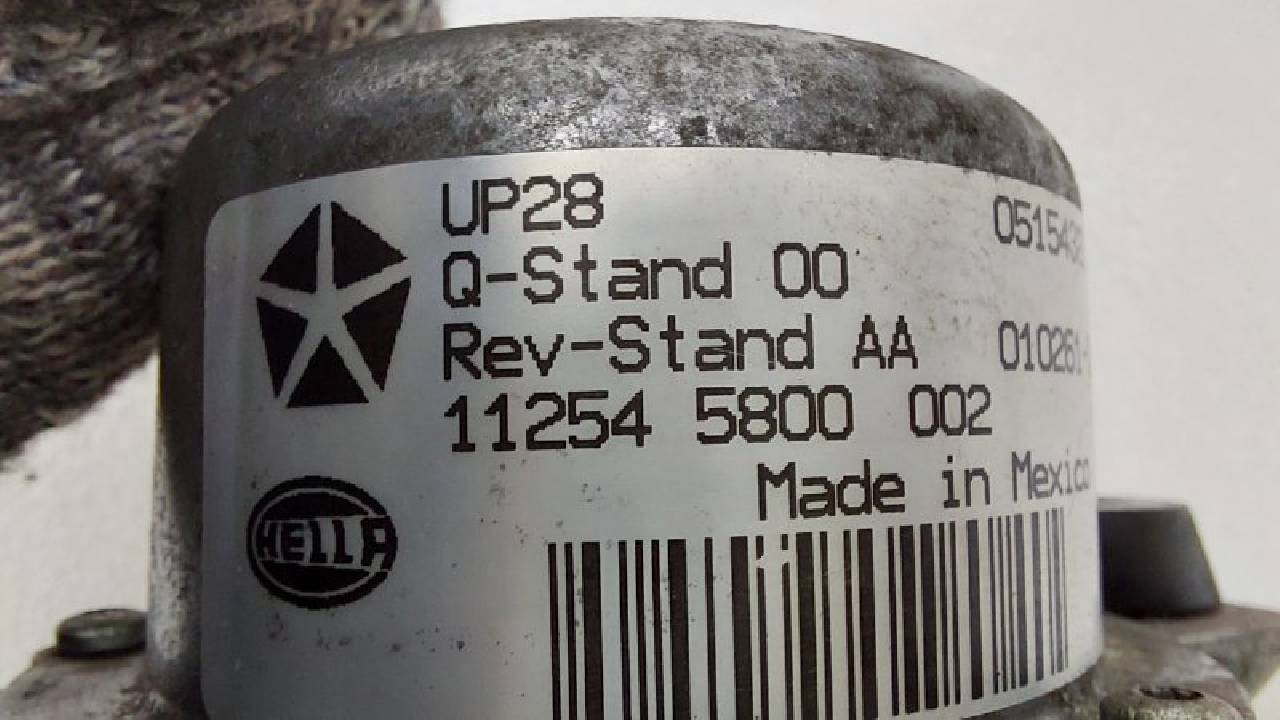 UP28
Q-Stand 00
Rev-Stand AA
11254 5800 002
Made in Mexico
HELLA